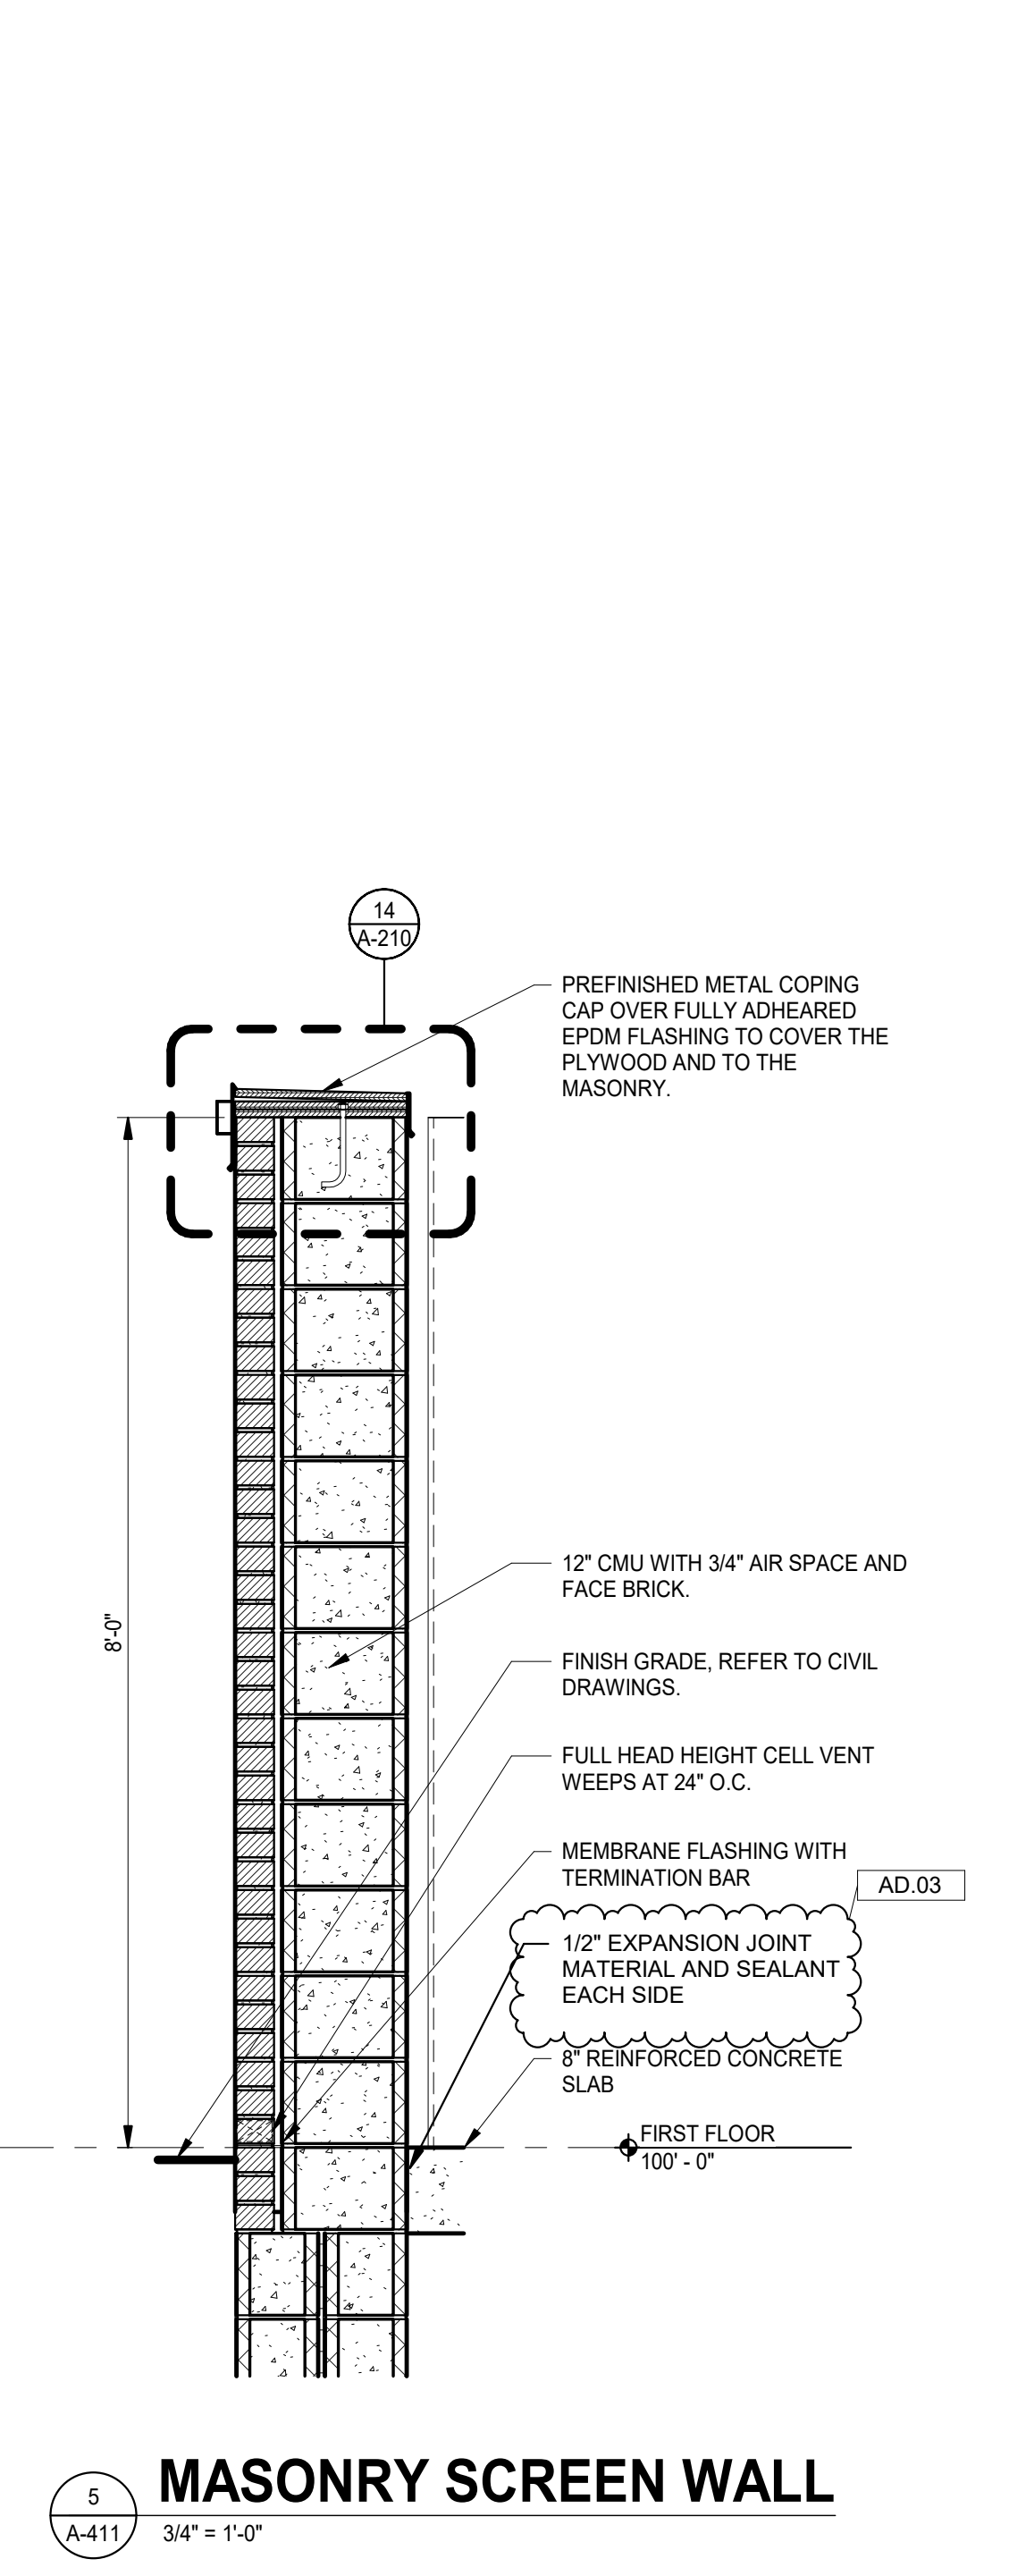 14
A-210
PREFINISHED METAL COPING
CAP OVER FULLY ADHEARED
EPDM FLASHING TO COVER THE
PLYWOOD AND TO THE
MASONRY.
12" CMU WITH 3/4" AIR SPACE AND
FACE BRICK.
8'-0"
FINISH GRADE, REFER TO CIVIL
DRAWINGS.
FULL HEAD HEIGHT CELL VENT
WEEPS AT 24" O.C.
MEMBRANE FLASHING WITH
TERMINATION BAR
AD.03
1/2" EXPANSION JOINT
MATERIAL AND SEALANT
EACH SIDE
8" REINFORCED CONCRETE
SLAB
FIRST FLOOR
100' - 0"
5
A-411
MASONRY SCREEN WALL
3/4" = 1'-0"